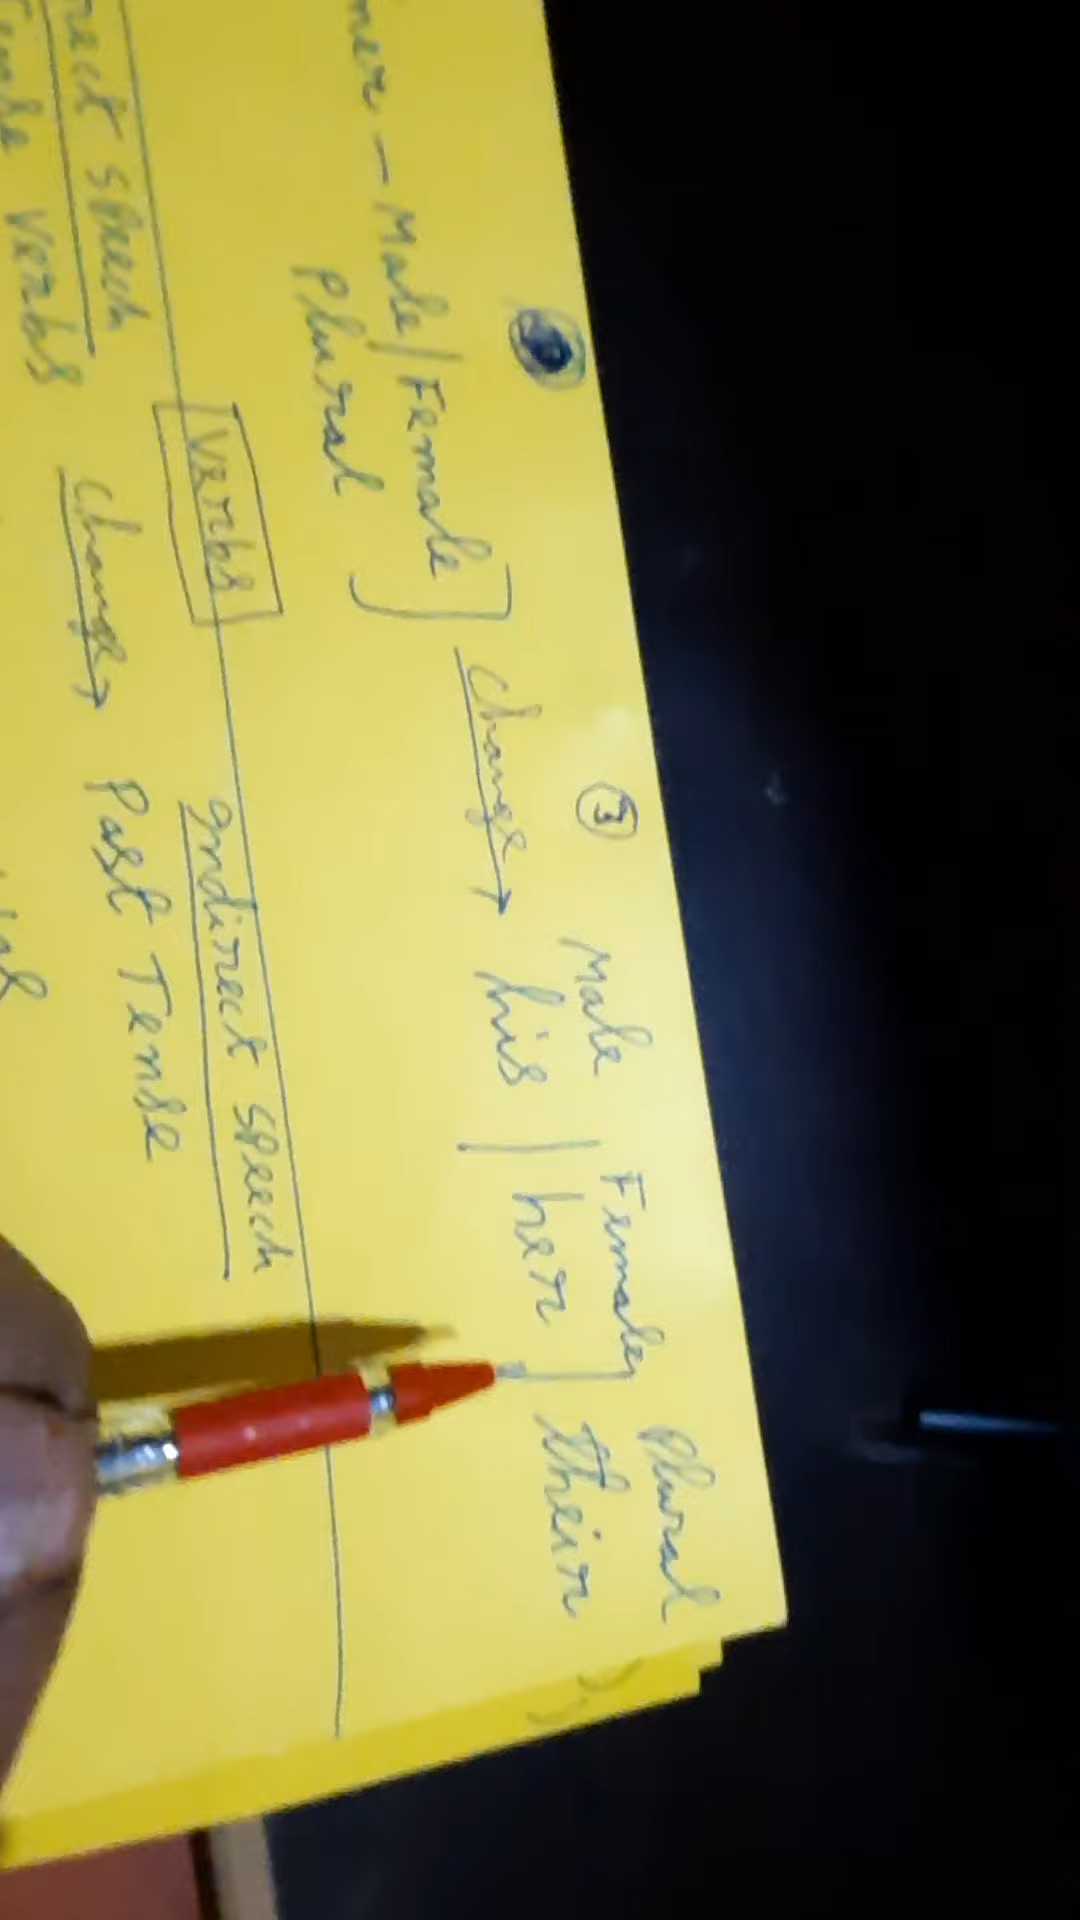 ③ Male Female Plural
Male/Female] change→ his | her | their
Plural
Verbs
speech Indirect speech
Verbs change→ Past Tense